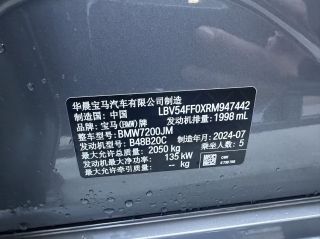 华晨宝马汽车有限公司制造
制造国：中国 LBV54FF0XRM947442
品牌：宝马(BMW)牌 发动机排量：1998 mL
整车型号：BMW7200JM
发动机型号：B48B20C 制造年月：2024-07
最大允许总质量：2050 kg 乘坐人数：5
发动机最大净功率：135 kW
最大允许牵引质量：-- kg